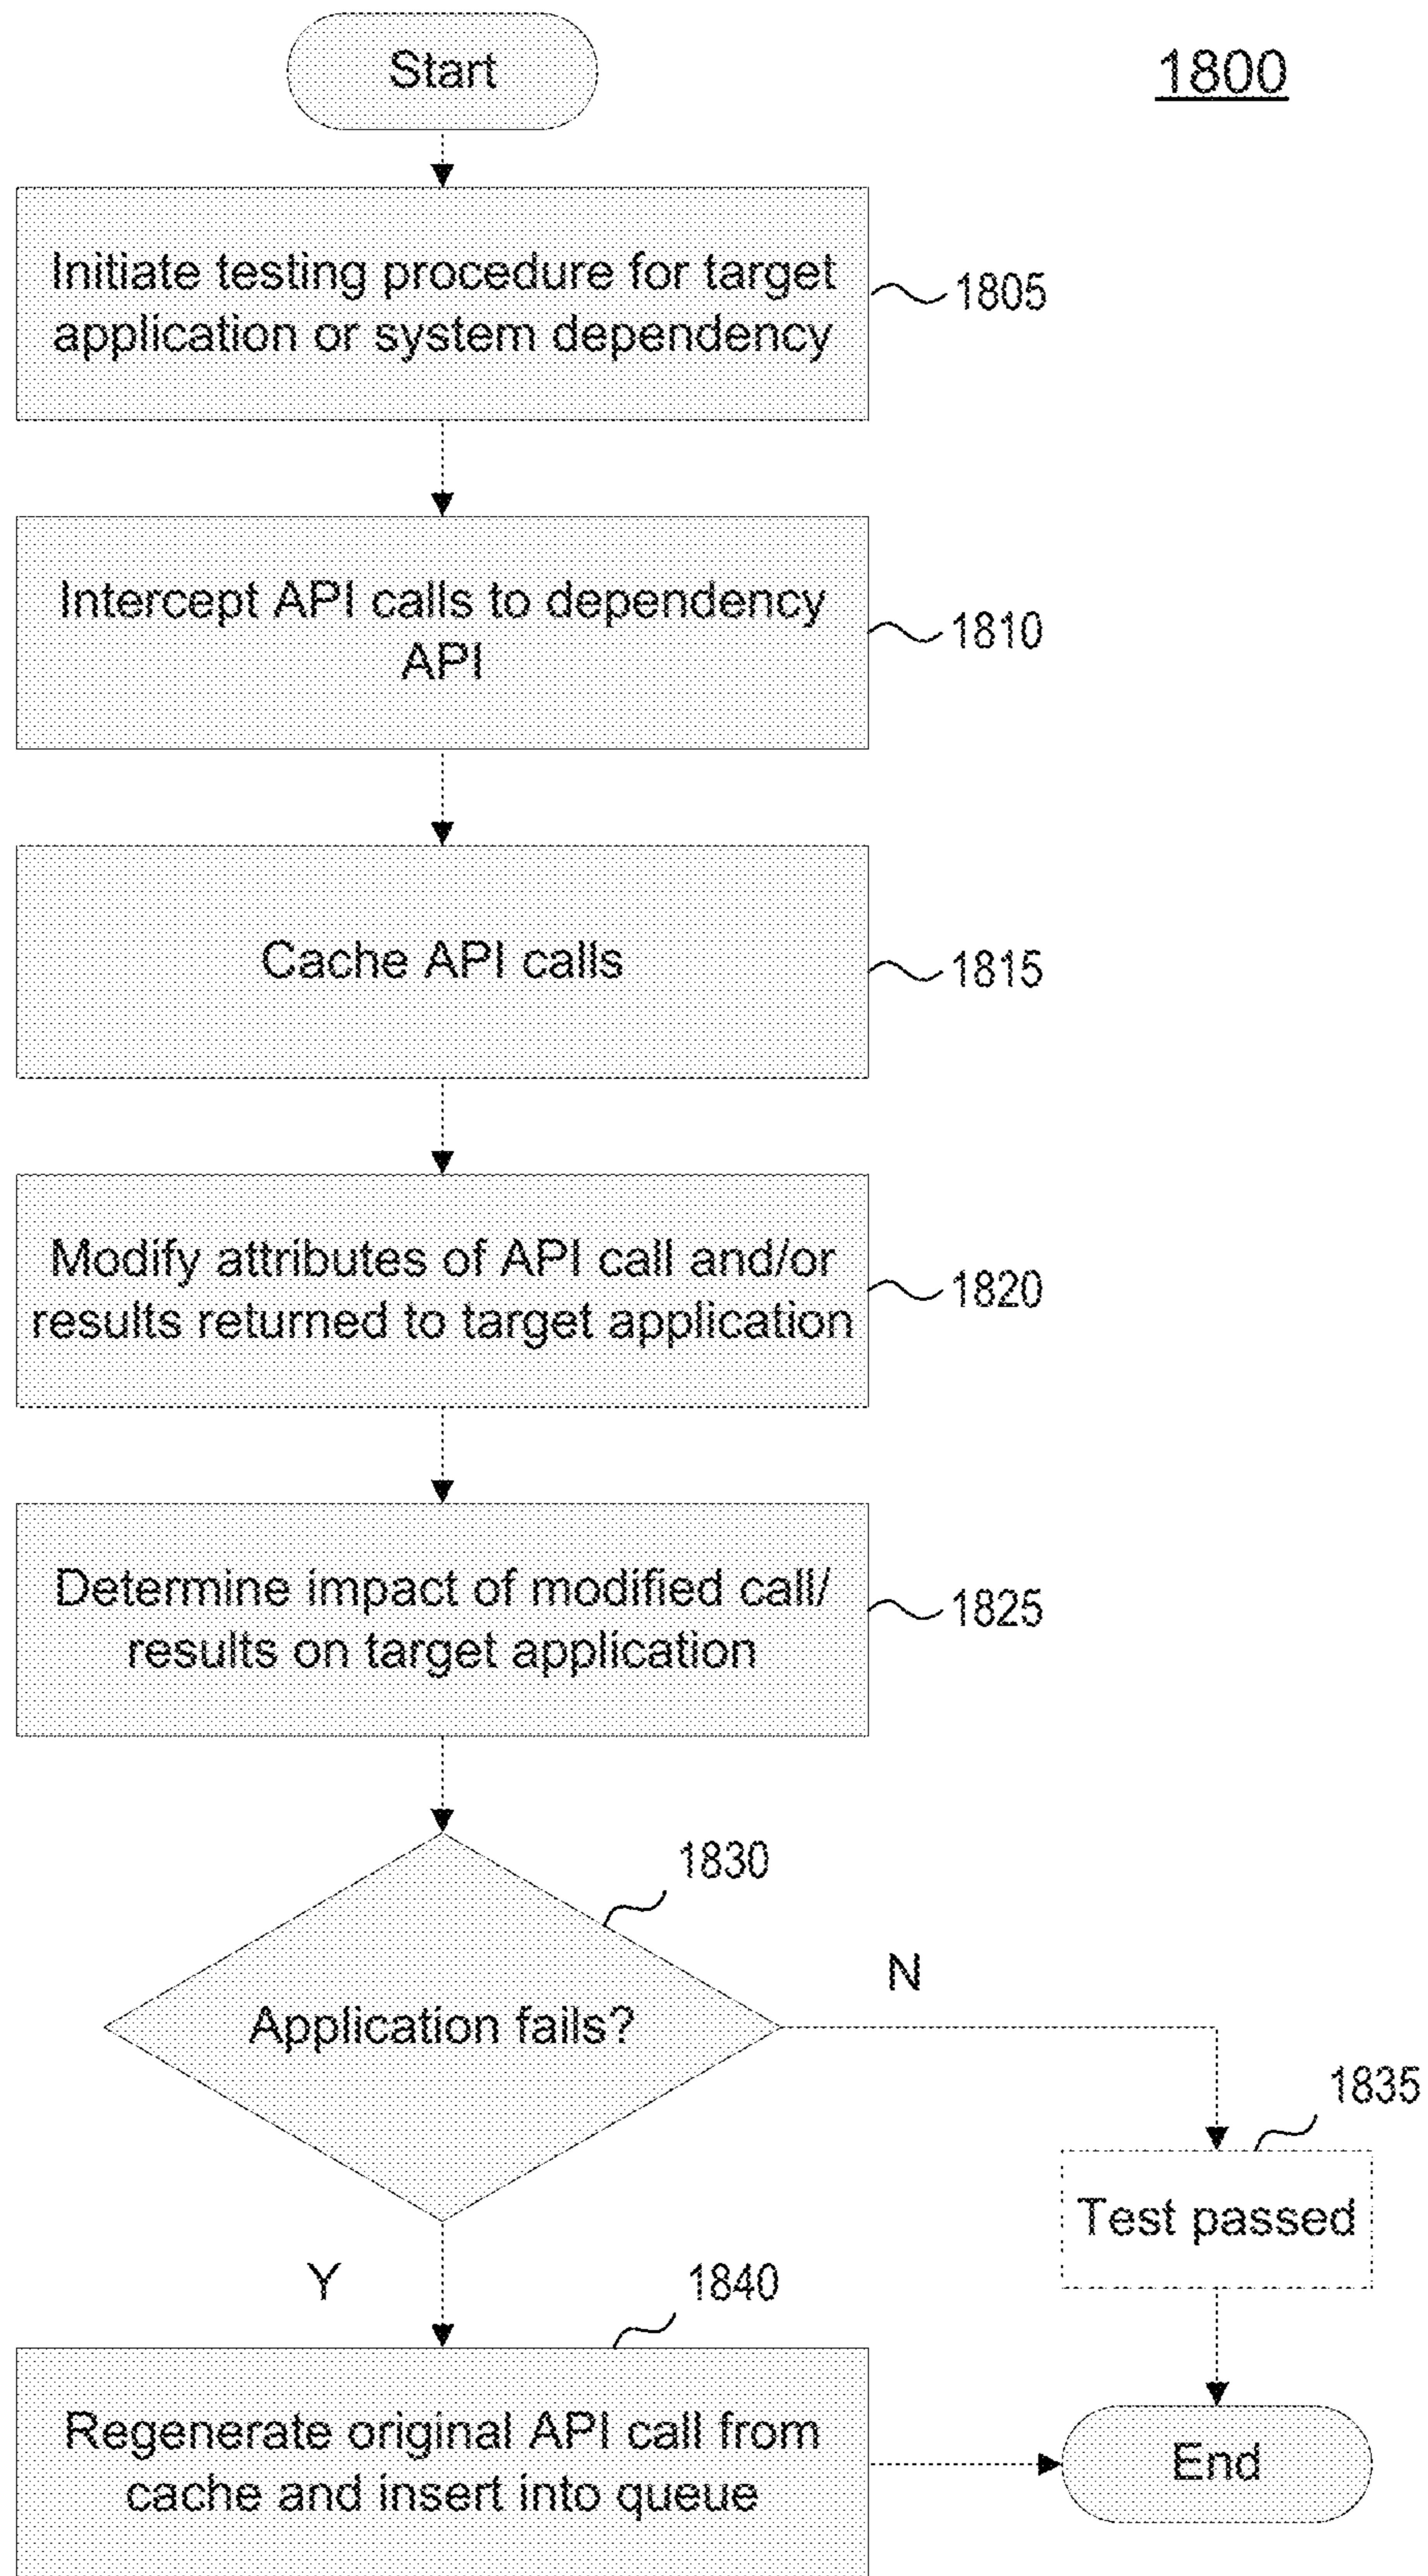 Start
1800
Initiate testing procedure for target
application or system dependency
1805
Intercept API calls to dependency
API
1810
Cache API calls
1815
Modify attributes of API call and/or
results returned to target application
1820
Determine impact of modified call/
results on target application
1825
1830
Application fails?
N
1835
Test passed
Y
1840
Regenerate original API call from
cache and insert into queue
End